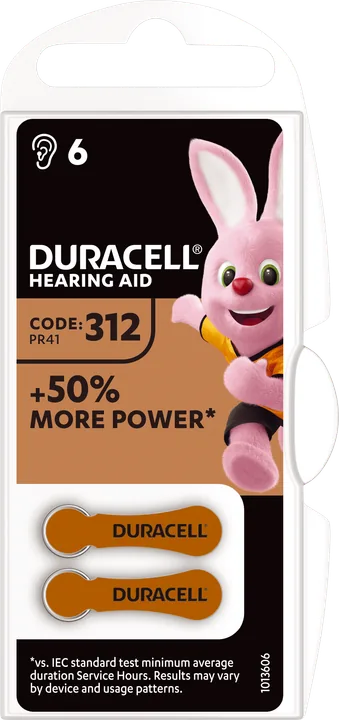 6
DURACELL®
HEARING AID
CODE: 312
PR41
+50%
MORE POWER*
DURACELL
DURACELL
*vs. IEC standard test minimum average
duration Service Hours. Results may vary
by device and usage patterns.
1013606